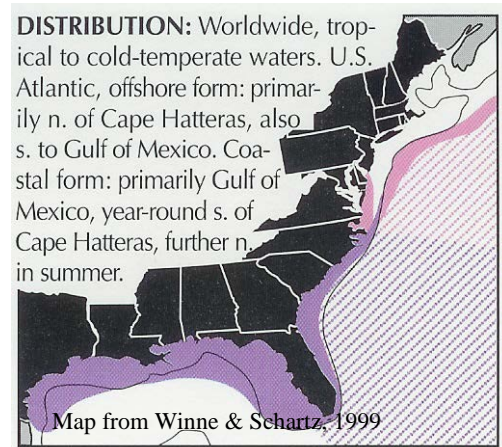 DISTRIBUTION: Worldwide, trop-
ical to cold-temperate waters. U.S.
Atlantic, offshore form: primar-
ily n. of Cape Hatteras, also
s. to Gulf of Mexico. Coa-
stal form: primarily Gulf of
Mexico, year-round s. of
Cape Hatteras, further n.
in summer.
Map from Winne & Schartz, 1999